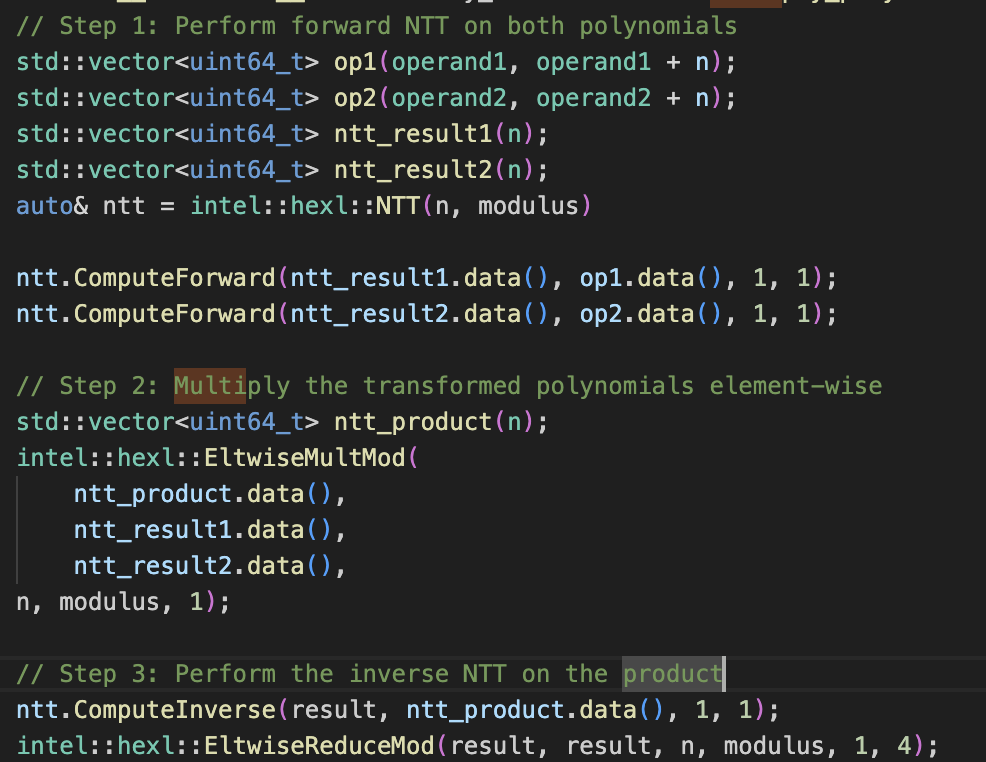 // Step 1: Perform forward NTT on both polynomials
std::vector<uint64_t> op1(operand1, operand1 + n);
std::vector<uint64_t> op2(operand2, operand2 + n);
std::vector<uint64_t> ntt_result1(n);
std::vector<uint64_t> ntt_result2(n);
auto& ntt = intel::hexl::NTT(n, modulus)
ntt.ComputeForward(ntt_result1.data(), op1.data(), 1, 1);
ntt.ComputeForward(ntt_result2.data(), op2.data(), 1, 1);
// Step 2: Multiply the transformed polynomials element-wise
std::vector<uint64_t> ntt_product(n);
intel::hexl::EltwiseMultMod(
    ntt_product.data(),
    ntt_result1.data(),
    ntt_result2.data(),
n, modulus, 1);
// Step 3: Perform the inverse NTT on the product
ntt.ComputeInverse(result, ntt_product.data(), 1, 1);
intel::hexl::EltwiseReduceMod(result, result, n, modulus, 1, 4);